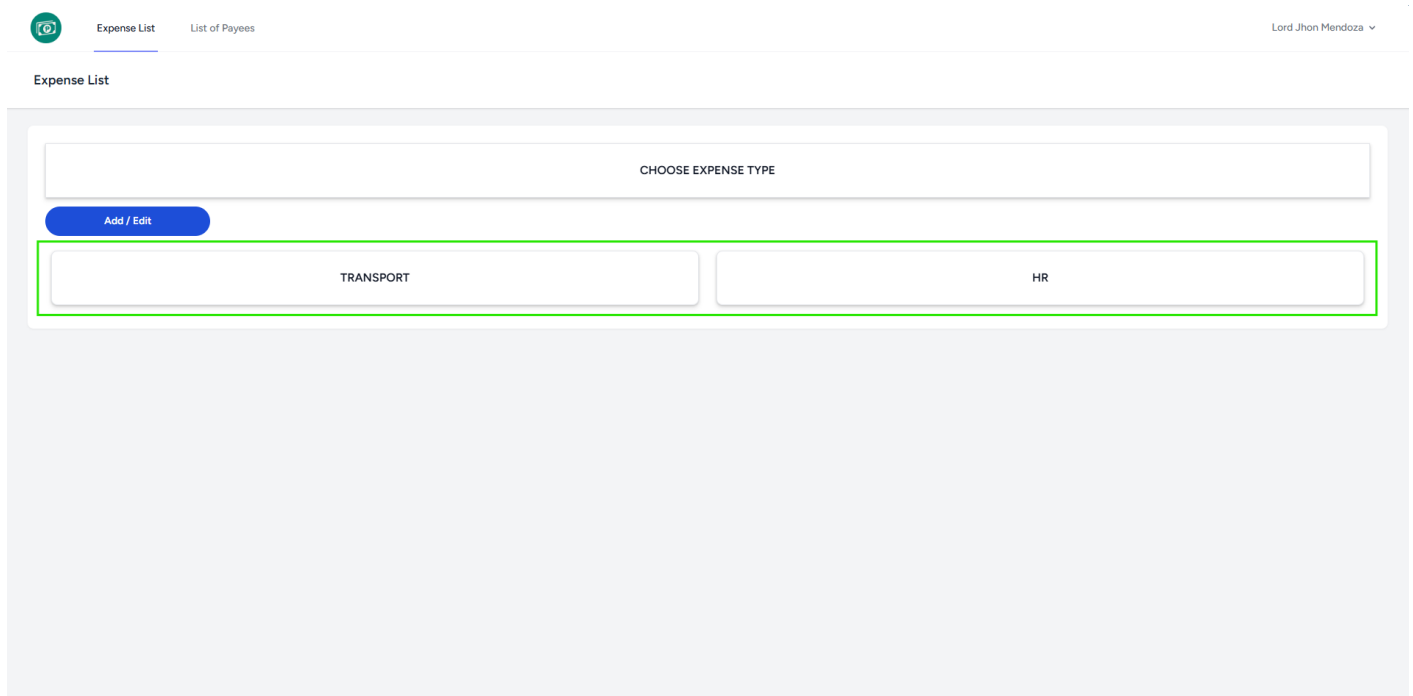 Expense List List of Payees Lord Jhon Mendoza
Expense List
CHOOSE EXPENSE TYPE
Add / Edit
TRANSPORT HR